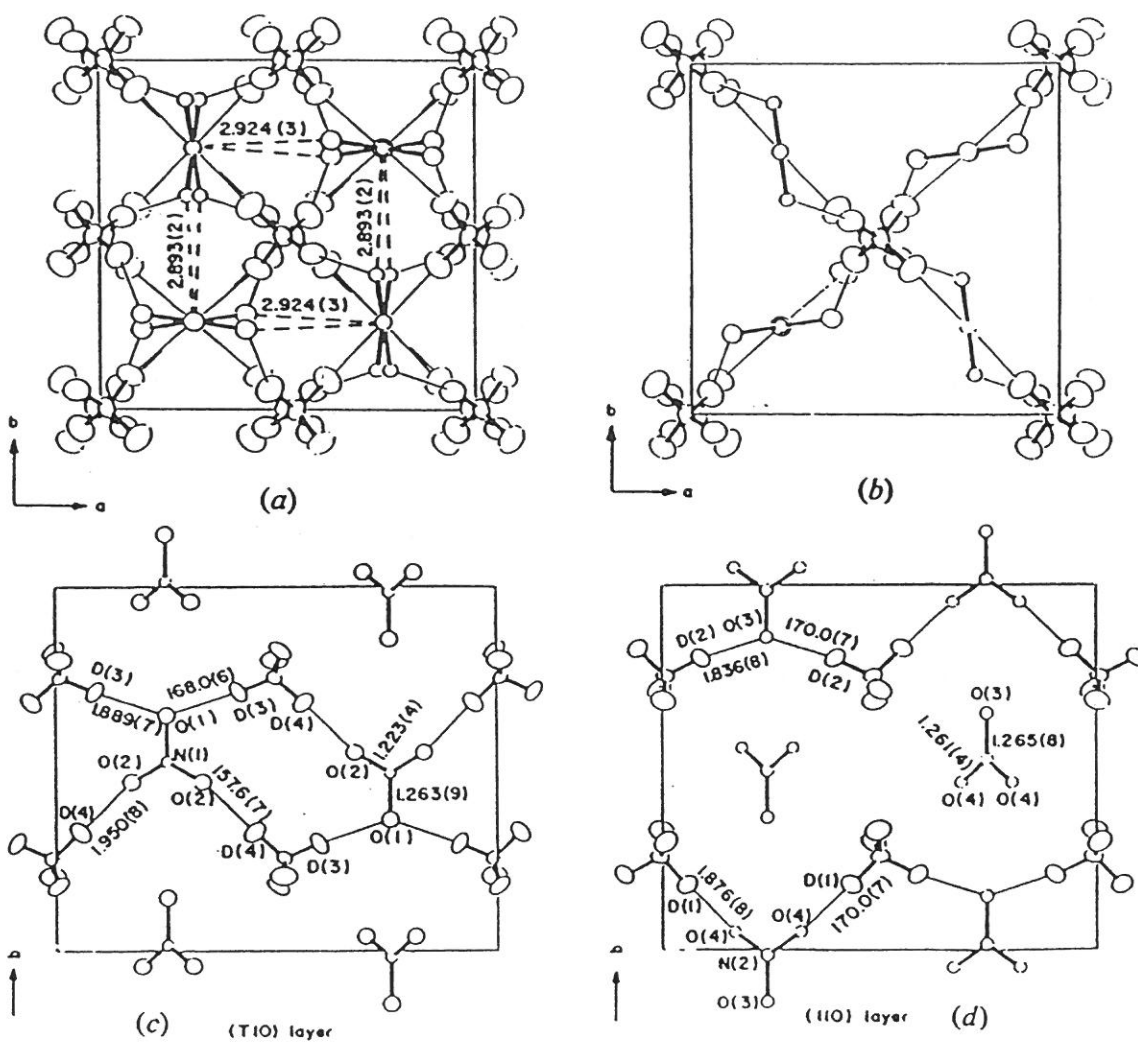 2.924 (3)
2.893(2)
2.893(2)
2.924 (3)
b
a
(a)
b
a
(b)
D(3)
168.0(6)
1.889(7)
O(1)
D(3)
D(4)
O(2)
N(1)
1.223(4)
O(2)
157.6(7)
O(2)
1.263(9)
D(4)
1.950(8)
D(4)
D(3)
O(1)
(c)
(T10) layer
D(2) O(3)
170.0(7)
1.836(8)
D(2)
O(3)
1.261(4)
1.265(8)
O(4) O(4)
1.876(8)
D(1)
D(1)
O(4)
170.0(7)
O(4)
N(2)
O(3)
(110) layer
(d)